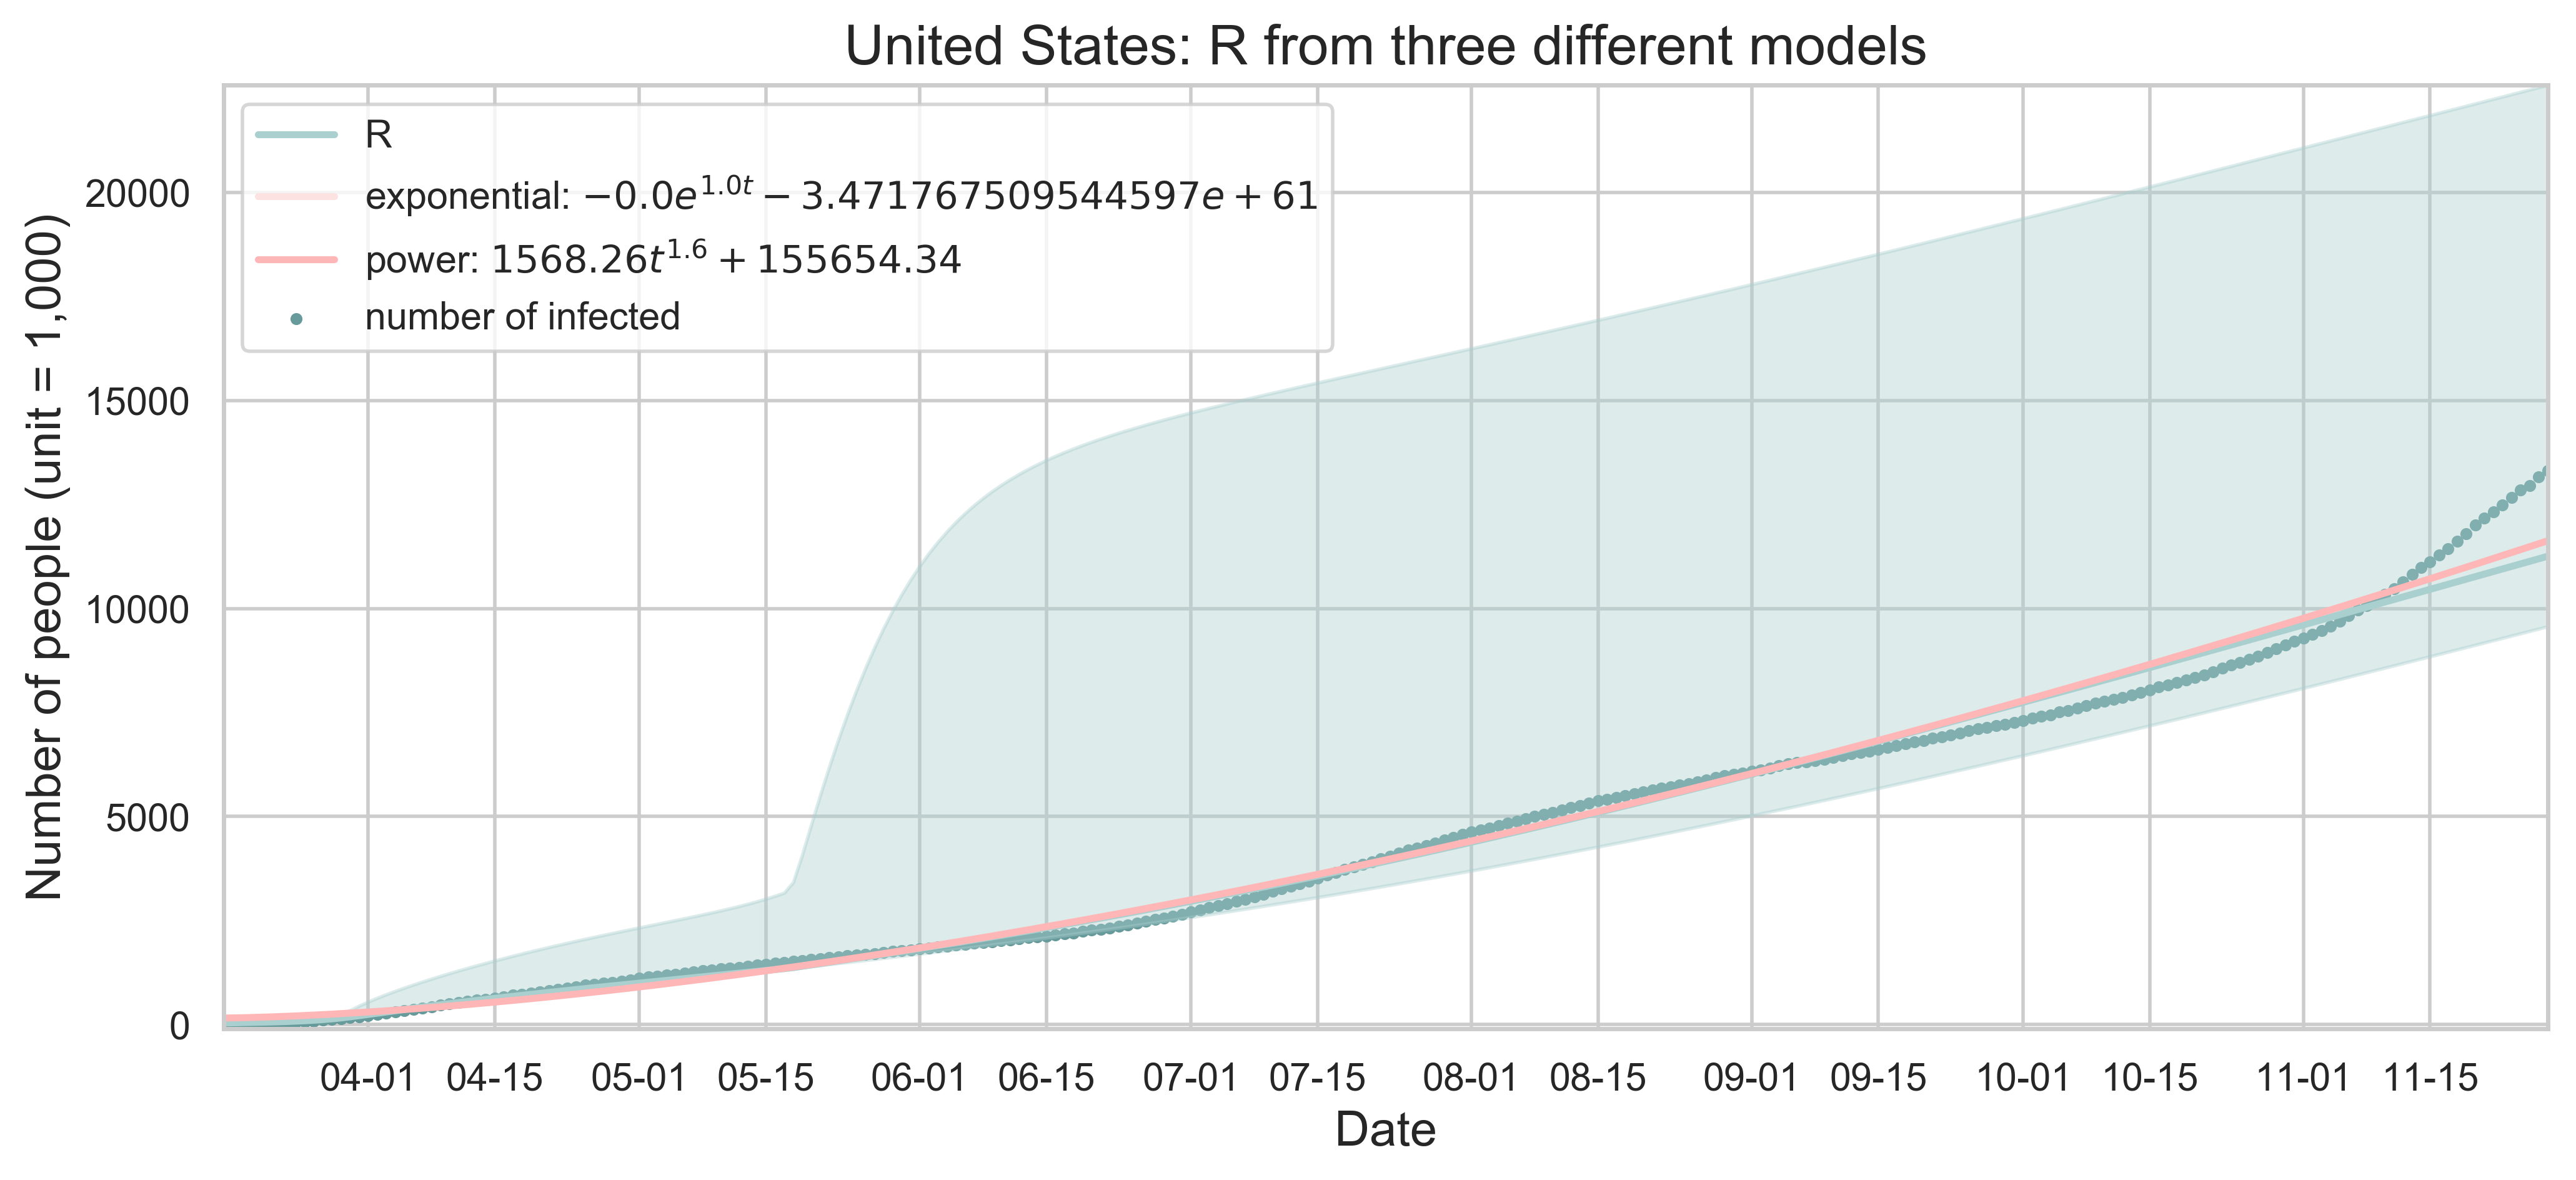 United States: R from three different models
R
exponential: −0.0e^{1.0t} − 3.471767509544597e + 61
power: 1568.26t^{1.6} + 155654.34
number of infected
Number of people (unit = 1,000)
20000
15000
10000
5000
0
04-01 04-15 05-01 05-15 06-01 06-15 07-01 07-15 08-01 08-15 09-01 09-15 10-01 10-15 11-01 11-15
Date